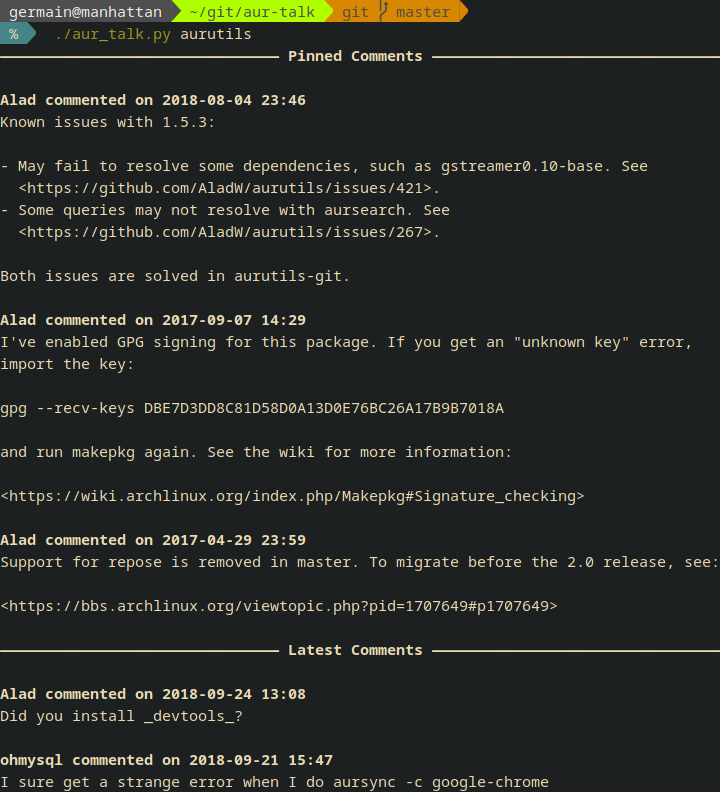 germain@manhattan ~/git/aur-talk git master
% ./aur_talk.py aurutils
Pinned Comments
Alad commented on 2018-08-04 23:46
Known issues with 1.5.3:
- May fail to resolve some dependencies, such as gstreamer0.10-base. See
<https://github.com/AladW/aurutils/issues/421>.
- Some queries may not resolve with aursearch. See
<https://github.com/AladW/aurutils/issues/267>.
Both issues are solved in aurutils-git.
Alad commented on 2017-09-07 14:29
I've enabled GPG signing for this package. If you get an "unknown key" error,
import the key:
gpg --recv-keys DBE7D3DD8C81D58D0A13D0E76BC26A17B9B7018A
and run makepkg again. See the wiki for more information:
<https://wiki.archlinux.org/index.php/Makepkg#Signature_checking>
Alad commented on 2017-04-29 23:59
Support for repose is removed in master. To migrate before the 2.0 release, see:
<https://bbs.archlinux.org/viewtopic.php?pid=1707649#p1707649>
Latest Comments
Alad commented on 2018-09-24 13:08
Did you install _devtools_?
ohmysql commented on 2018-09-21 15:47
I sure get a strange error when I do aursync -c google-chrome